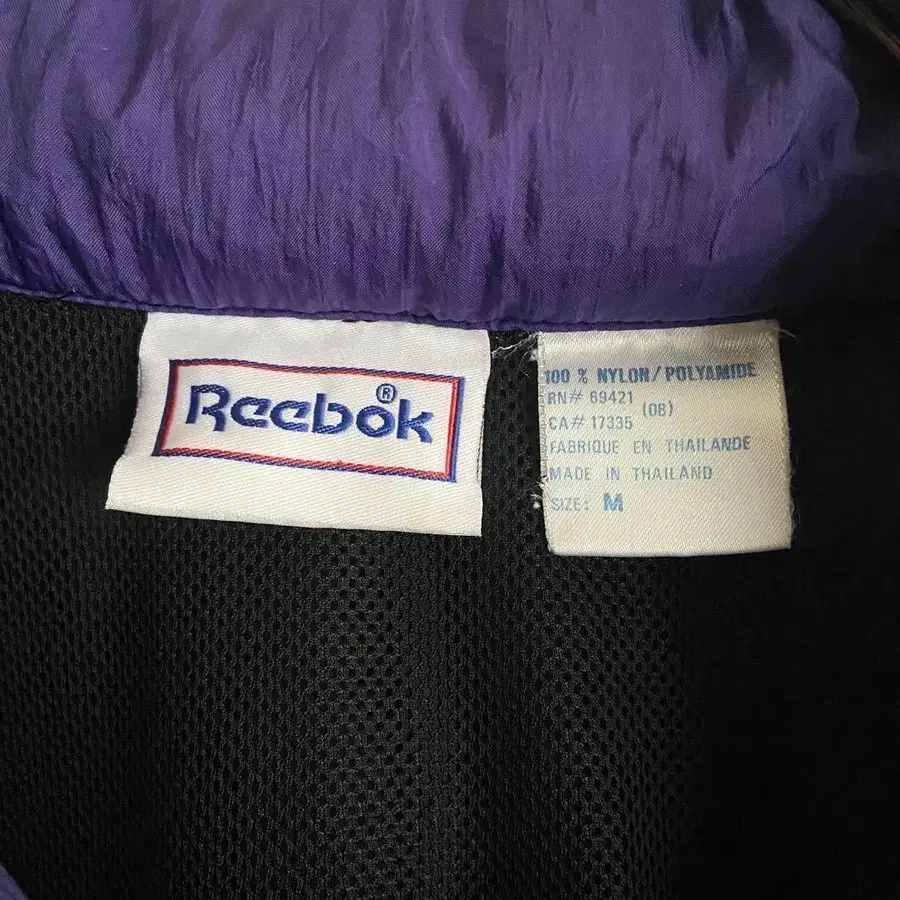 Reebok®
100 % NYLON/POLYAMIDE
RN# 69421
CA# 17335 (08)
FABRIQUE EN THAILANDE
MADE IN THAILAND
SIZE: M